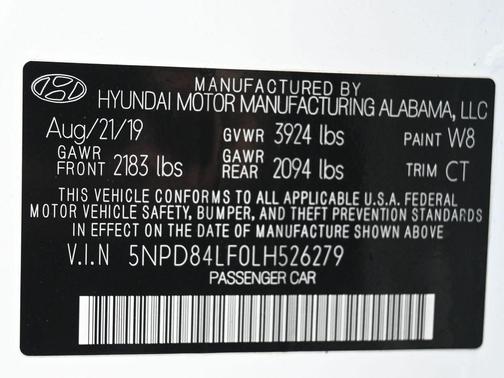 MANUFACTURED BY
HYUNDAI MOTOR MANUFACTURING ALABAMA, LLC
Aug/21/19 GVWR 3924 lbs PAINT W8
GAWR FRONT 2183 lbs GAWR REAR 2094 lbs TRIM CT
THIS VEHICLE CONFORMS TO ALL APPLICABLE U.S.A. FEDERAL
MOTOR VEHICLE SAFETY, BUMPER, AND THEFT PREVENTION STANDARDS
IN EFFECT ON THE DATE OF MANUFACTURE SHOWN ABOVE
V.I.N 5NPD84LF0LH526279
PASSENGER CAR